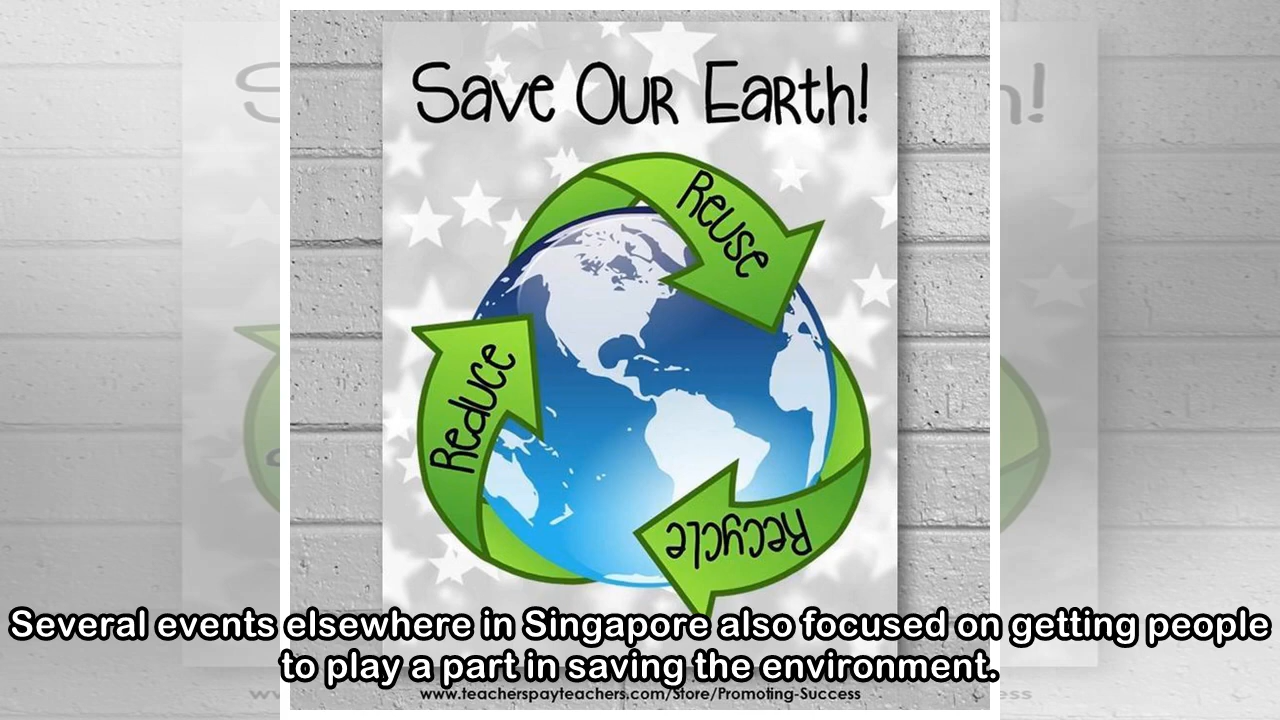 Save Our Earth!
Reuse
Reduce
Recycle
Several events elsewhere in Singapore also focused on getting people
to play a part in saving the environment.
www.teacherspayteachers.com/Store/Promoting-Success